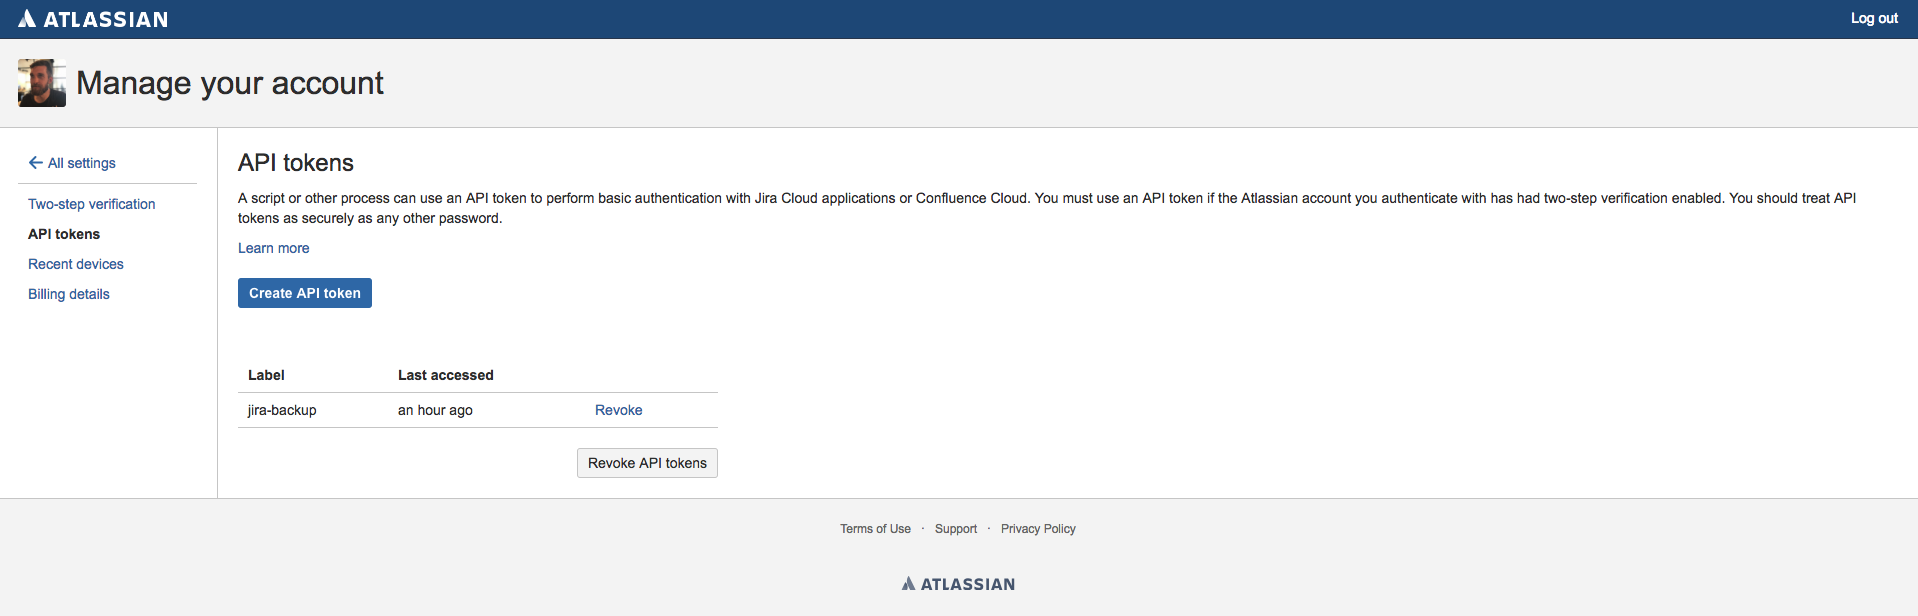 ATLASSIAN
Log out
Manage your account
← All settings
Two-step verification
API tokens
Recent devices
Billing details
API tokens
A script or other process can use an API token to perform basic authentication with Jira Cloud applications or Confluence Cloud. You must use an API token if the Atlassian account you authenticate with has had two-step verification enabled. You should treat API
tokens as securely as any other password.
Learn more
Create API token
Label Last accessed
jira-backup an hour ago Revoke
Revoke API tokens
Terms of Use · Support · Privacy Policy
ATLASSIAN